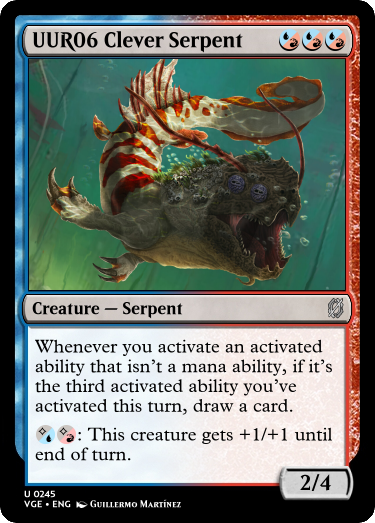 UUR06 Clever Serpent
Creature — Serpent
Whenever you activate an activated
ability that isn't a mana ability, if it's
the third activated ability you've
activated this turn, draw a card.
: This creature gets +1/+1 until
end of turn.
2/4
U 0245
VGE • ENG Guillermo Martínez